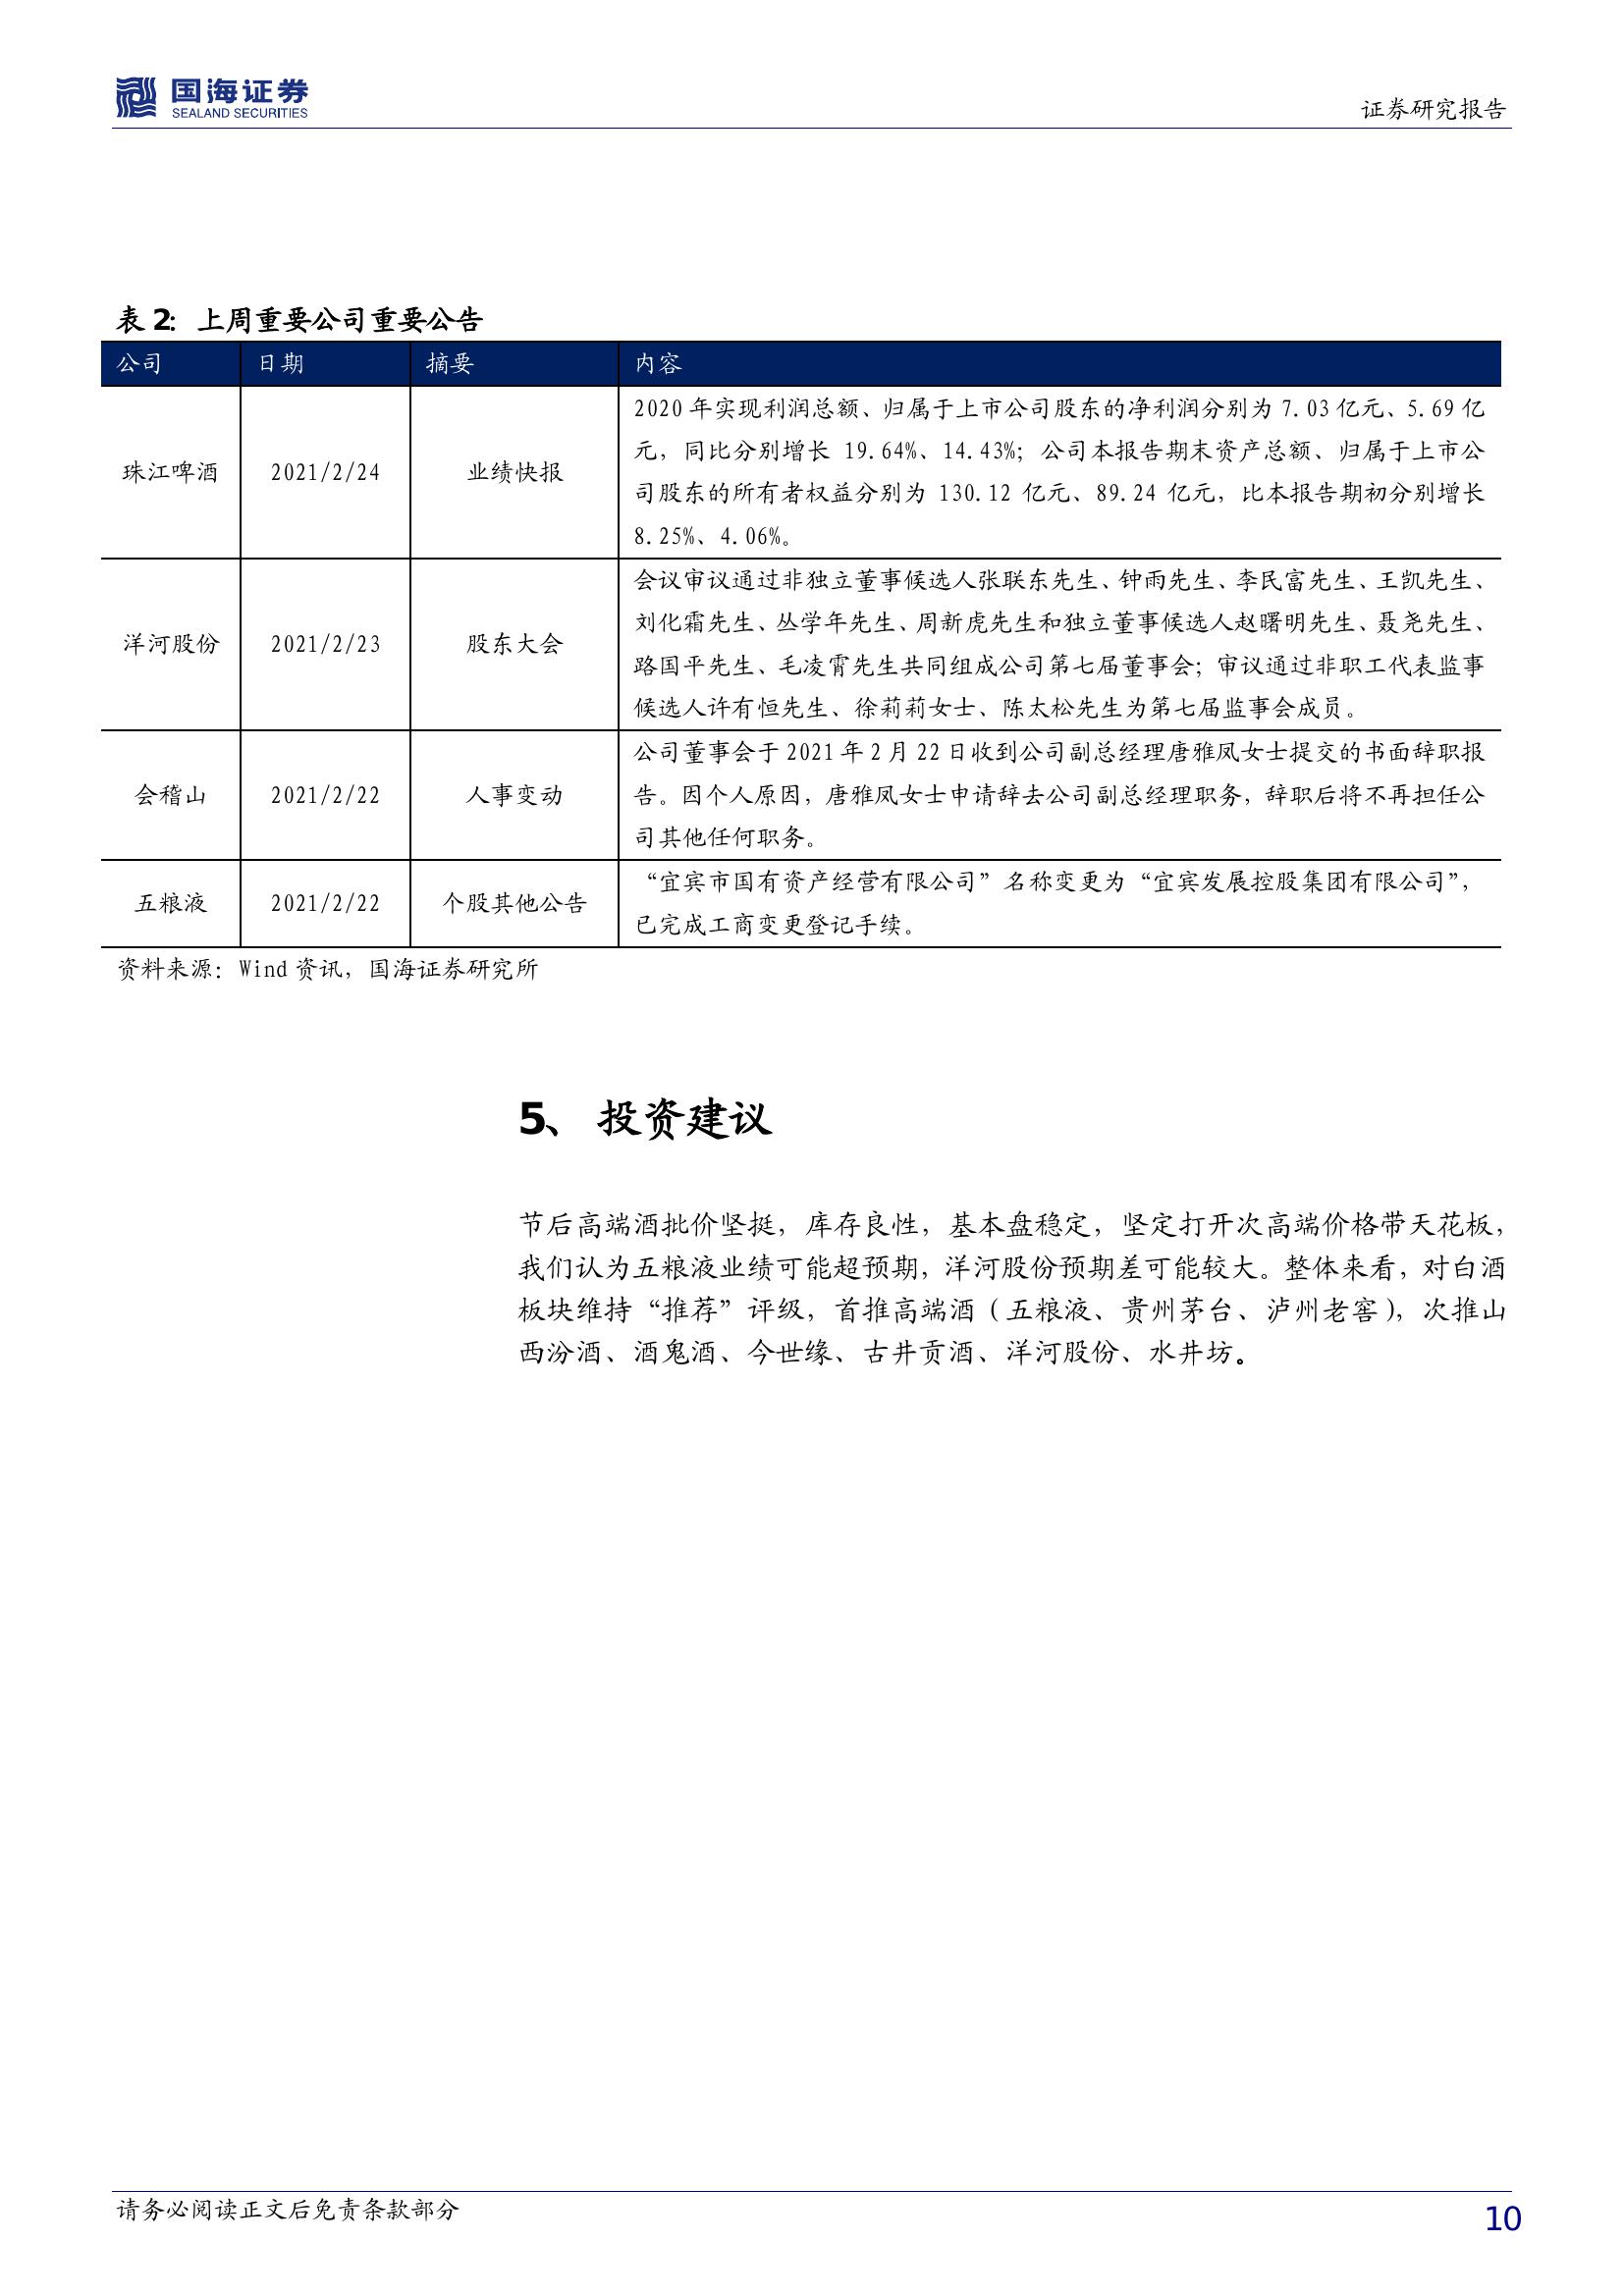 国海证券
SEALAND SECURITIES
证券研究报告
表 2：上周重要公司重要公告
公司 日期 摘要 内容
珠江啤酒 2021/2/24 业绩快报
2020 年实现利润总额、归属于上市公司股东的净利润分别为 7.03 亿元、5.69 亿
元，同比分别增长 19.64%、14.43%；公司本报告期末资产总额、归属于上市公
司股东的所有者权益分别为 130.12 亿元、89.24 亿元，比本报告期初分别增长
8.25%、4.06%。
洋河股份 2021/2/23 股东大会
会议审议通过非独立董事候选人张联东先生、钟雨先生、李民富先生、王凯先生、
刘化霜先生、丛学年先生、周新虎先生和独立董事候选人赵曙明先生、聂尧先生、
路国平先生、毛凌霄先生共同组成公司第七届董事会；审议通过非职工代表监事
候选人许有恒先生、徐莉莉女士、陈太松先生为第七届监事会成员。
会稽山 2021/2/22 人事变动
公司董事会于 2021 年 2 月 22 日收到公司副总经理唐雅凤女士提交的书面辞职报
告。因个人原因，唐雅凤女士申请辞去公司副总经理职务，辞职后将不再担任公
司其他任何职务。
五粮液 2021/2/22 个股其他公告
“宜宾市国有资产经营有限公司”名称变更为“宜宾发展控股集团有限公司”，
已完成工商变更登记手续。
资料来源：Wind 资讯，国海证券研究所
5、 投资建议
节后高端酒批价坚挺，库存良性，基本盘稳定，坚定打开次高端价格带天花板，
我们认为五粮液业绩可能超预期，洋河股份预期差可能较大。整体来看，对白酒
板块维持“推荐”评级，首推高端酒（五粮液、贵州茅台、泸州老窖），次推山
西汾酒、酒鬼酒、今世缘、古井贡酒、洋河股份、水井坊。
请务必阅读正文后免责条款部分
10